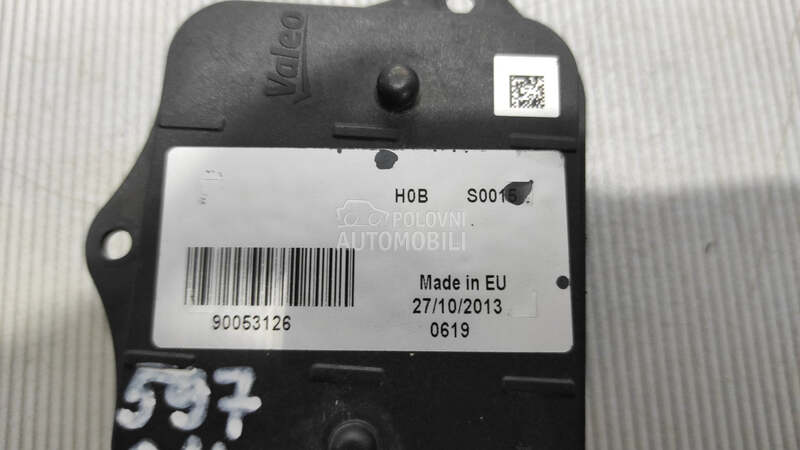 Valeo
H0B S0015
POLOVNI
AUTOMOBILI
Made in EU
27/10/2013
90053126
0619
597